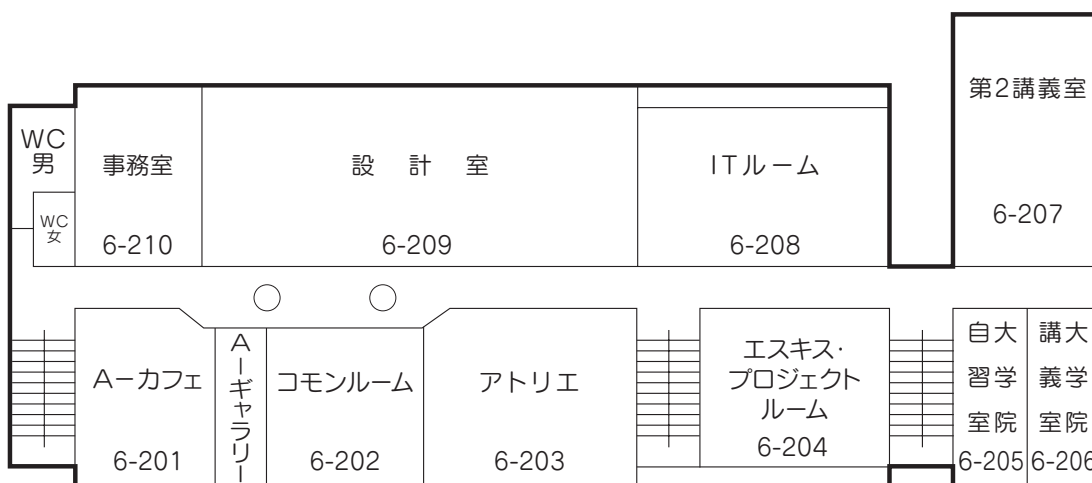 WC
男
WC
女
事務室
6-210
設計室
6-209
ITルーム
6-208
第2講義室
6-207
A-カフェ
6-201
A-ギャラリー
コモンルーム
6-202
アトリエ
6-203
エスキス・
プロジェクト
ルーム
6-204
大学院
自習室
6-205
大学院
講義室
6-206